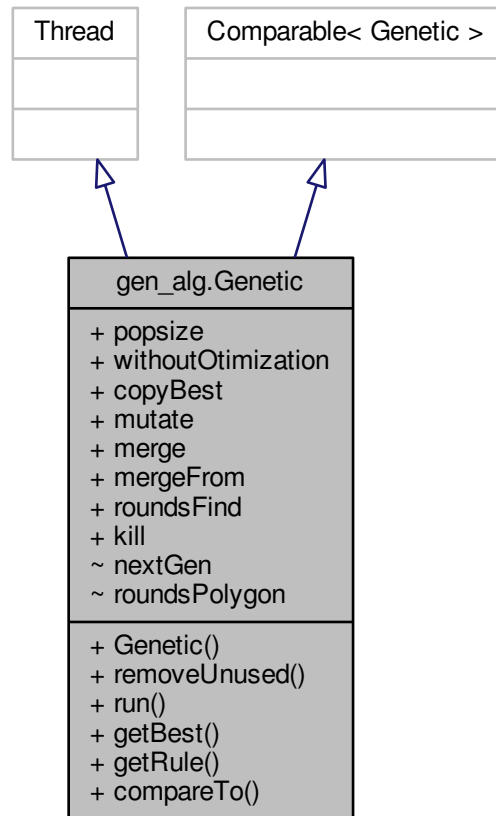 Thread
Comparable< Genetic >
gen_alg.Genetic
+ popsize
+ withoutOtimization
+ copyBest
+ mutate
+ merge
+ mergeFrom
+ roundsFind
+ kill
~ nextGen
~ roundsPolygon
+ Genetic()
+ removeUnused()
+ run()
+ getBest()
+ getRule()
+ compareTo()